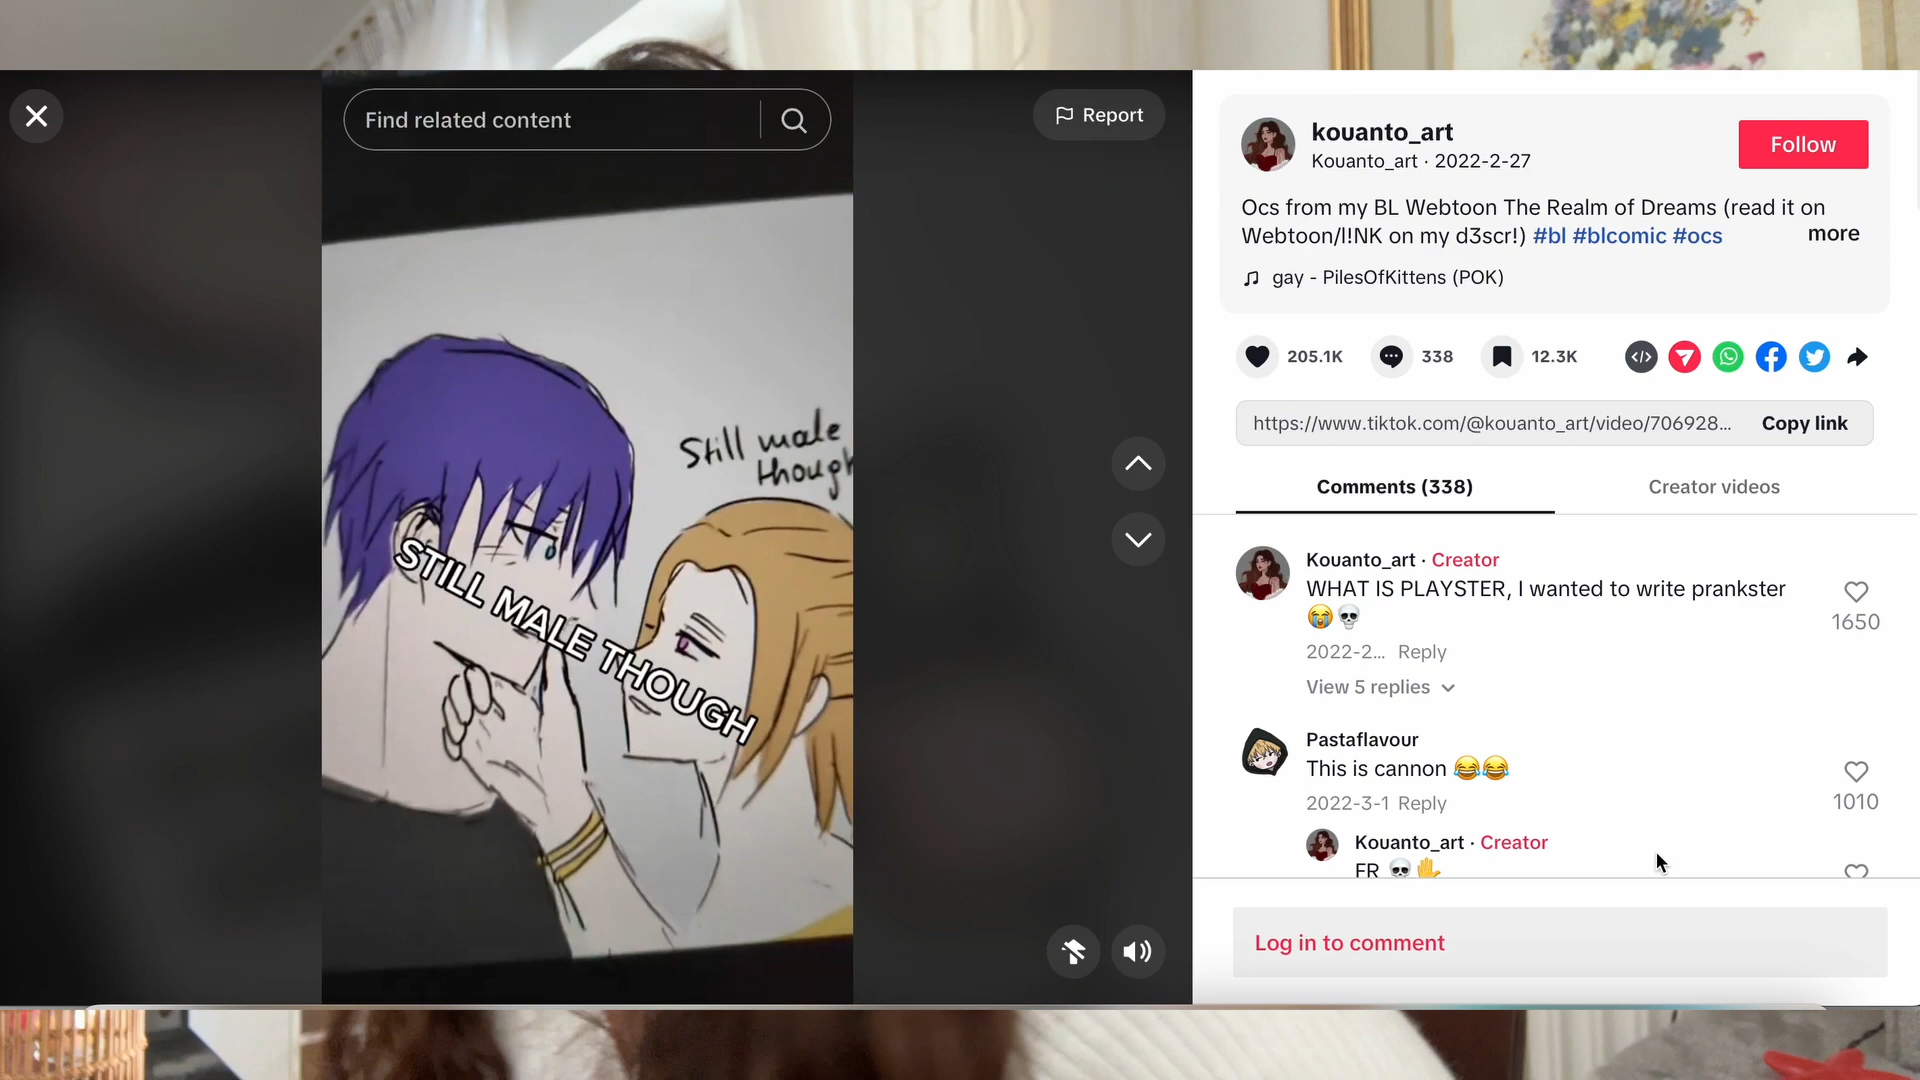 Find related content
Report
Still male
though
STILL MALE THOUGH
kouanto_art
Kouanto_art · 2022-2-27
Follow
Ocs from my BL Webtoon The Realm of Dreams (read it on
Webtoon/l!NK on my d3scr!) #bl #blcomic #ocs
more
gay - PilesOfKittens (POK)
205.1K
338
12.3K
https://www.tiktok.com/@kouanto_art/video/706928...
Copy link
Comments (338)
Creator videos
Kouanto_art · Creator
WHAT IS PLAYSTER, I wanted to write prankster
😭💀
1650
2022-2... Reply
View 5 replies
Pastaflavour
This is cannon 😂😂
2022-3-1 Reply
1010
Kouanto_art · Creator
FR 💀✋
Log in to comment